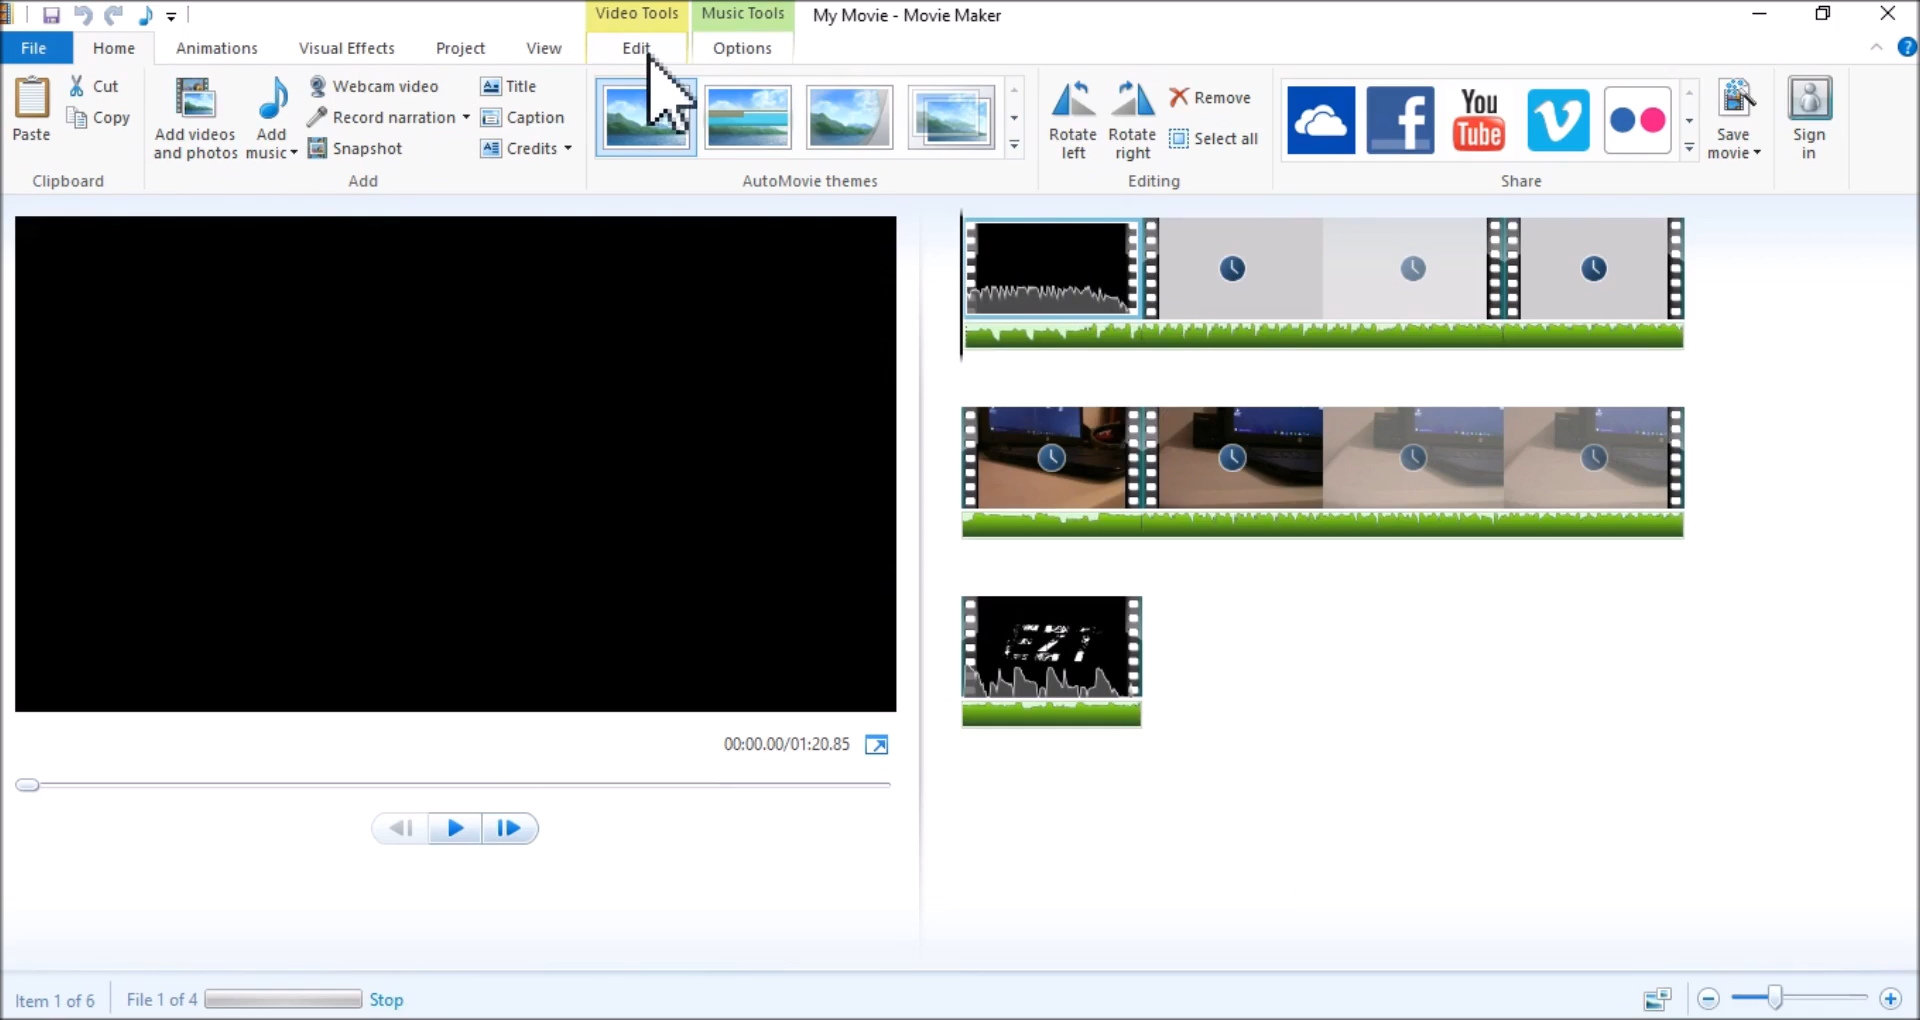 Video Tools
Music Tools
My Movie - Movie Maker
File
Home
Animations
Visual Effects
Project
View
Edit
Options
?
Paste
Cut
Copy
Clipboard
Add videos
and photos
Add
music
Webcam video
Record narration
Snapshot
Title
Caption
Credits
Add
AutoMovie themes
Rotate
left
Rotate
right
Remove
Select all
Editing
f
You
Tube
v
Share
Save
movie
Sign
in
EZT
00:00.00/01:20.85
Item 1 of 6
File 1 of 4
Stop